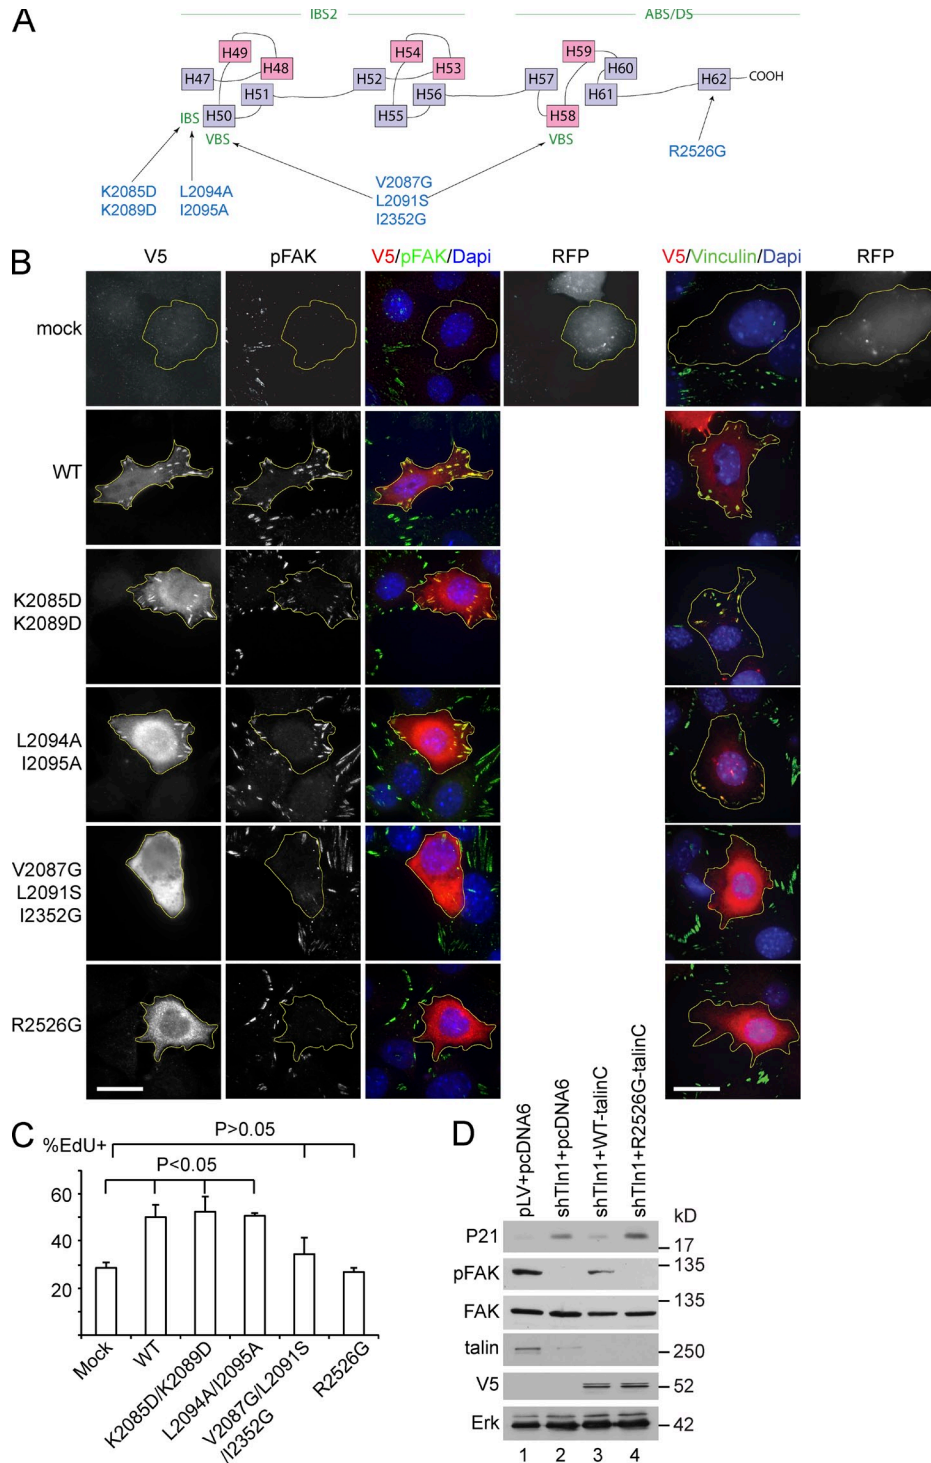 A
IBS2
ABS/DS
H49
H54
H59
H47
H48
H52
H53
H57
H60
H62
COOH
H51
H56
H61
H50
H55
H58
IBS
VBS
VBS
R2526G
K2085D
K2089D
L2094A
I2095A
V2087G
L2091S
I2352G
B
V5
pFAK
V5/pFAK/Dapi
RFP
V5/Vinculin/Dapi
RFP
mock
WT
K2085D
K2089D
L2094A
I2095A
V2087G
L2091S
I2352G
R2526G
C
%EdU+
P>0.05
P<0.05
60
40
20
Mock
WT
K2085D/K2089D
L2094A/I2095A
V2087G/L2091S
/I2352G
R2526G
D
pLV+pcDNA6
shTln1+pcDNA6
shTln1+WT-talinC
shTln1+R2526G-talinC
kD
P21
17
pFAK
135
FAK
135
talin
250
V5
52
Erk
42
1 2 3 4